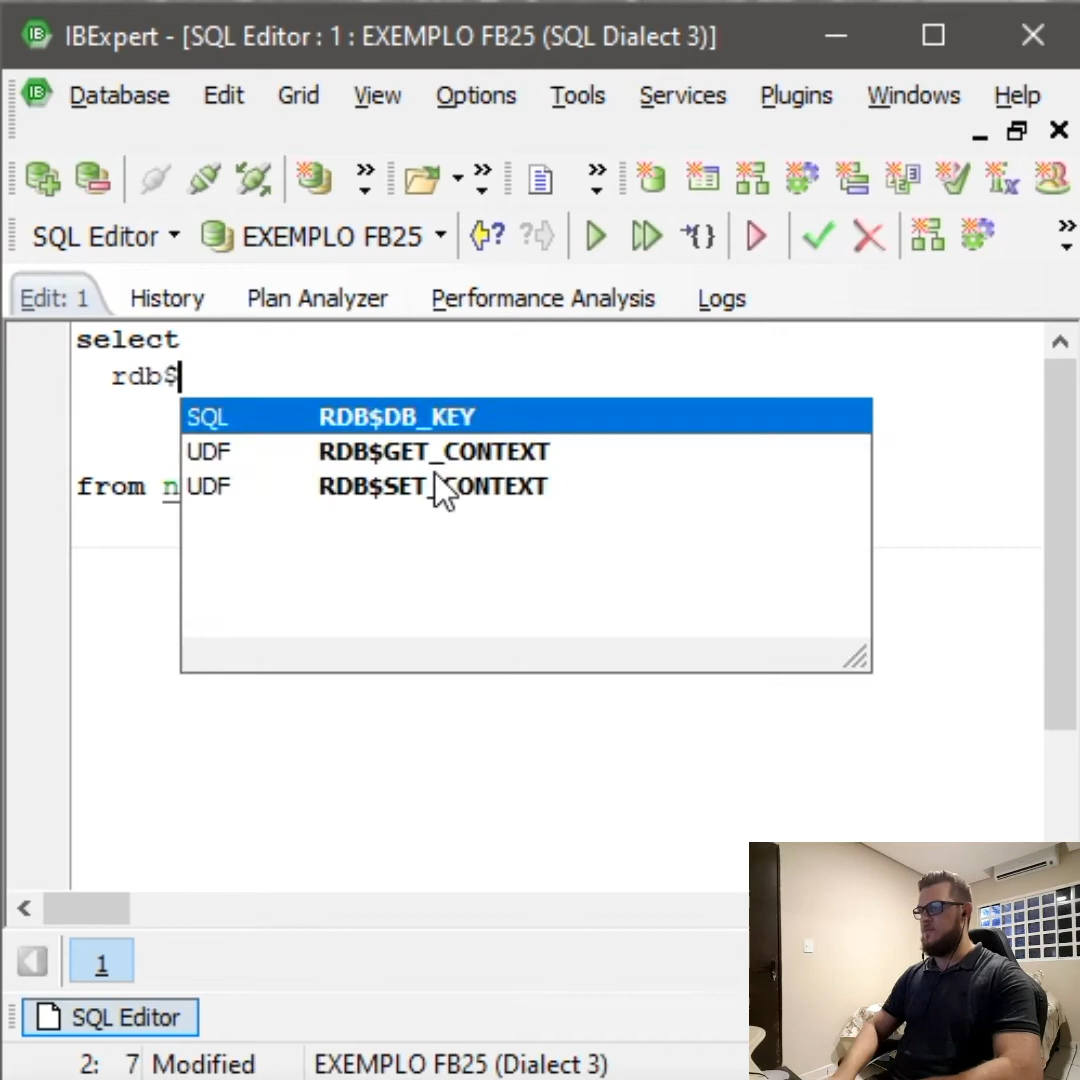 IBExpert - [SQL Editor : 1 : EXEMPLO FB25 (SQL Dialect 3)]
Database Edit Grid View Options Tools Services Plugins Windows Help
SQL Editor EXEMPLO FB25
Edit: 1 History Plan Analyzer Performance Analysis Logs
select
rdb$
SQL RDB$DB_KEY
UDF RDB$GET_CONTEXT
from n UDF RDB$SET_CONTEXT
1
SQL Editor
2: 7 Modified EXEMPLO FB25 (Dialect 3)